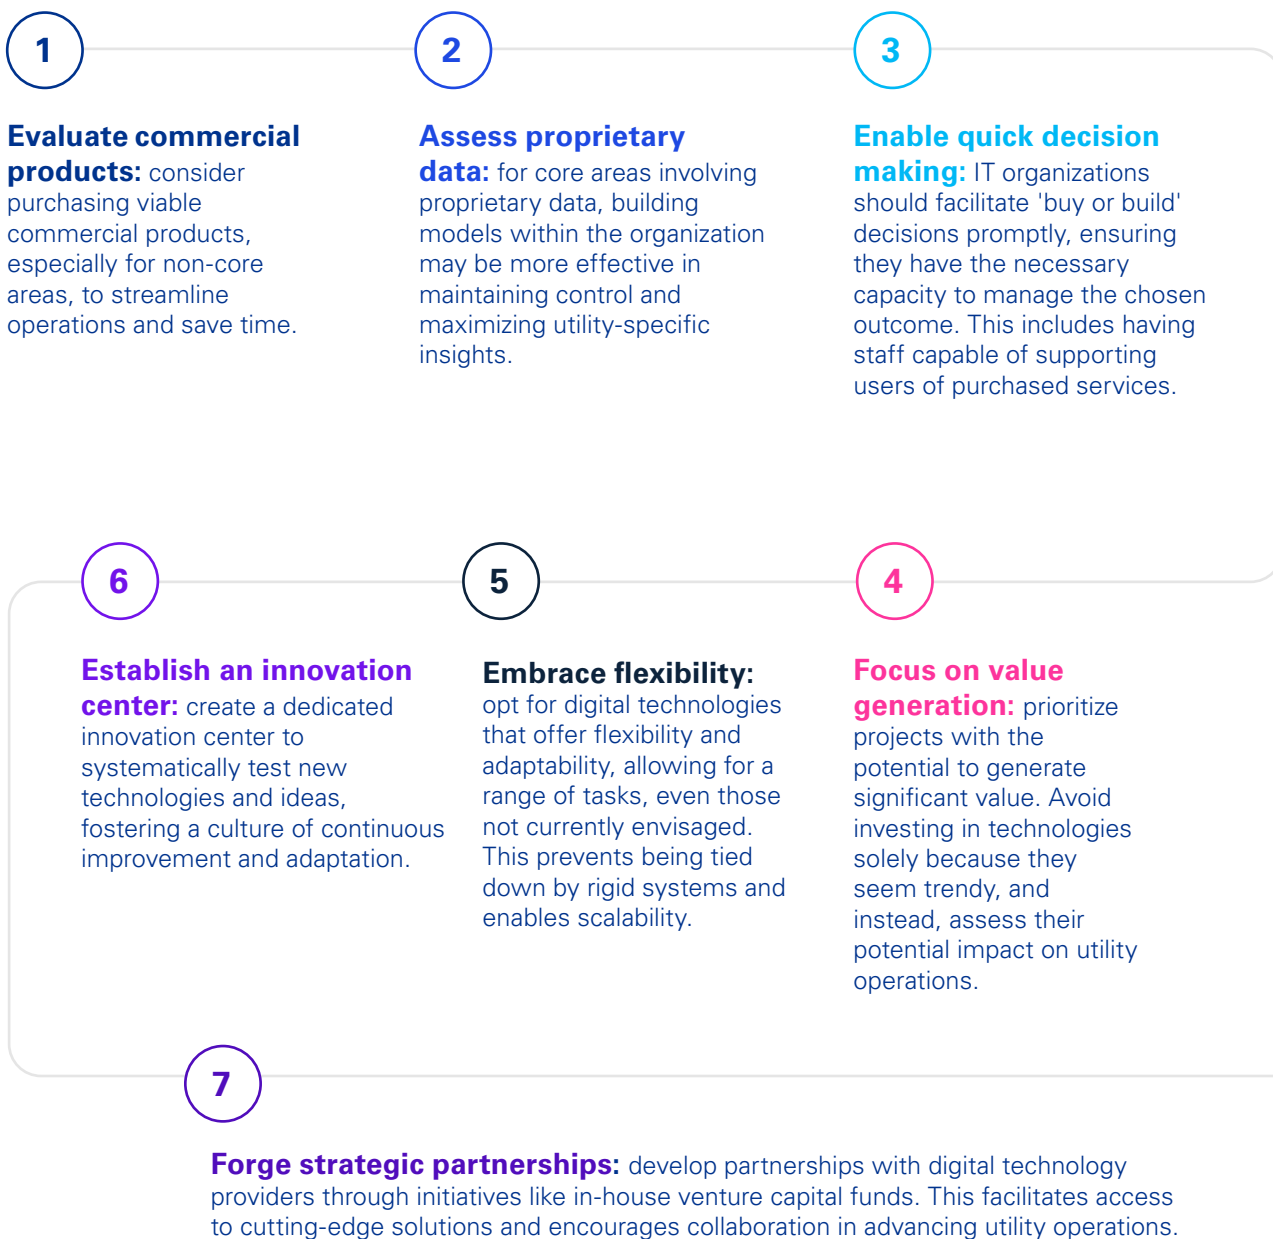 1
Evaluate commercial
products: consider
purchasing viable
commercial products,
especially for non-core
areas, to streamline
operations and save time.
2
Assess proprietary
data: for core areas involving
proprietary data, building
models within the organization
may be more effective in
maintaining control and
maximizing utility-specific
insights.
3
Enable quick decision
making: IT organizations
should facilitate 'buy or build'
decisions promptly, ensuring
they have the necessary
capacity to manage the chosen
outcome. This includes having
staff capable of supporting
users of purchased services.
4
Focus on value
generation: prioritize
projects with the
potential to generate
significant value. Avoid
investing in technologies
solely because they
seem trendy, and
instead, assess their
potential impact on utility
operations.
5
Embrace flexibility:
opt for digital technologies
that offer flexibility and
adaptability, allowing for a
range of tasks, even those
not currently envisaged.
This prevents being tied
down by rigid systems and
enables scalability.
6
Establish an innovation
center: create a dedicated
innovation center to
systematically test new
technologies and ideas,
fostering a culture of continuous
improvement and adaptation.
7
Forge strategic partnerships: develop partnerships with digital technology
providers through initiatives like in-house venture capital funds. This facilitates access
to cutting-edge solutions and encourages collaboration in advancing utility operations.